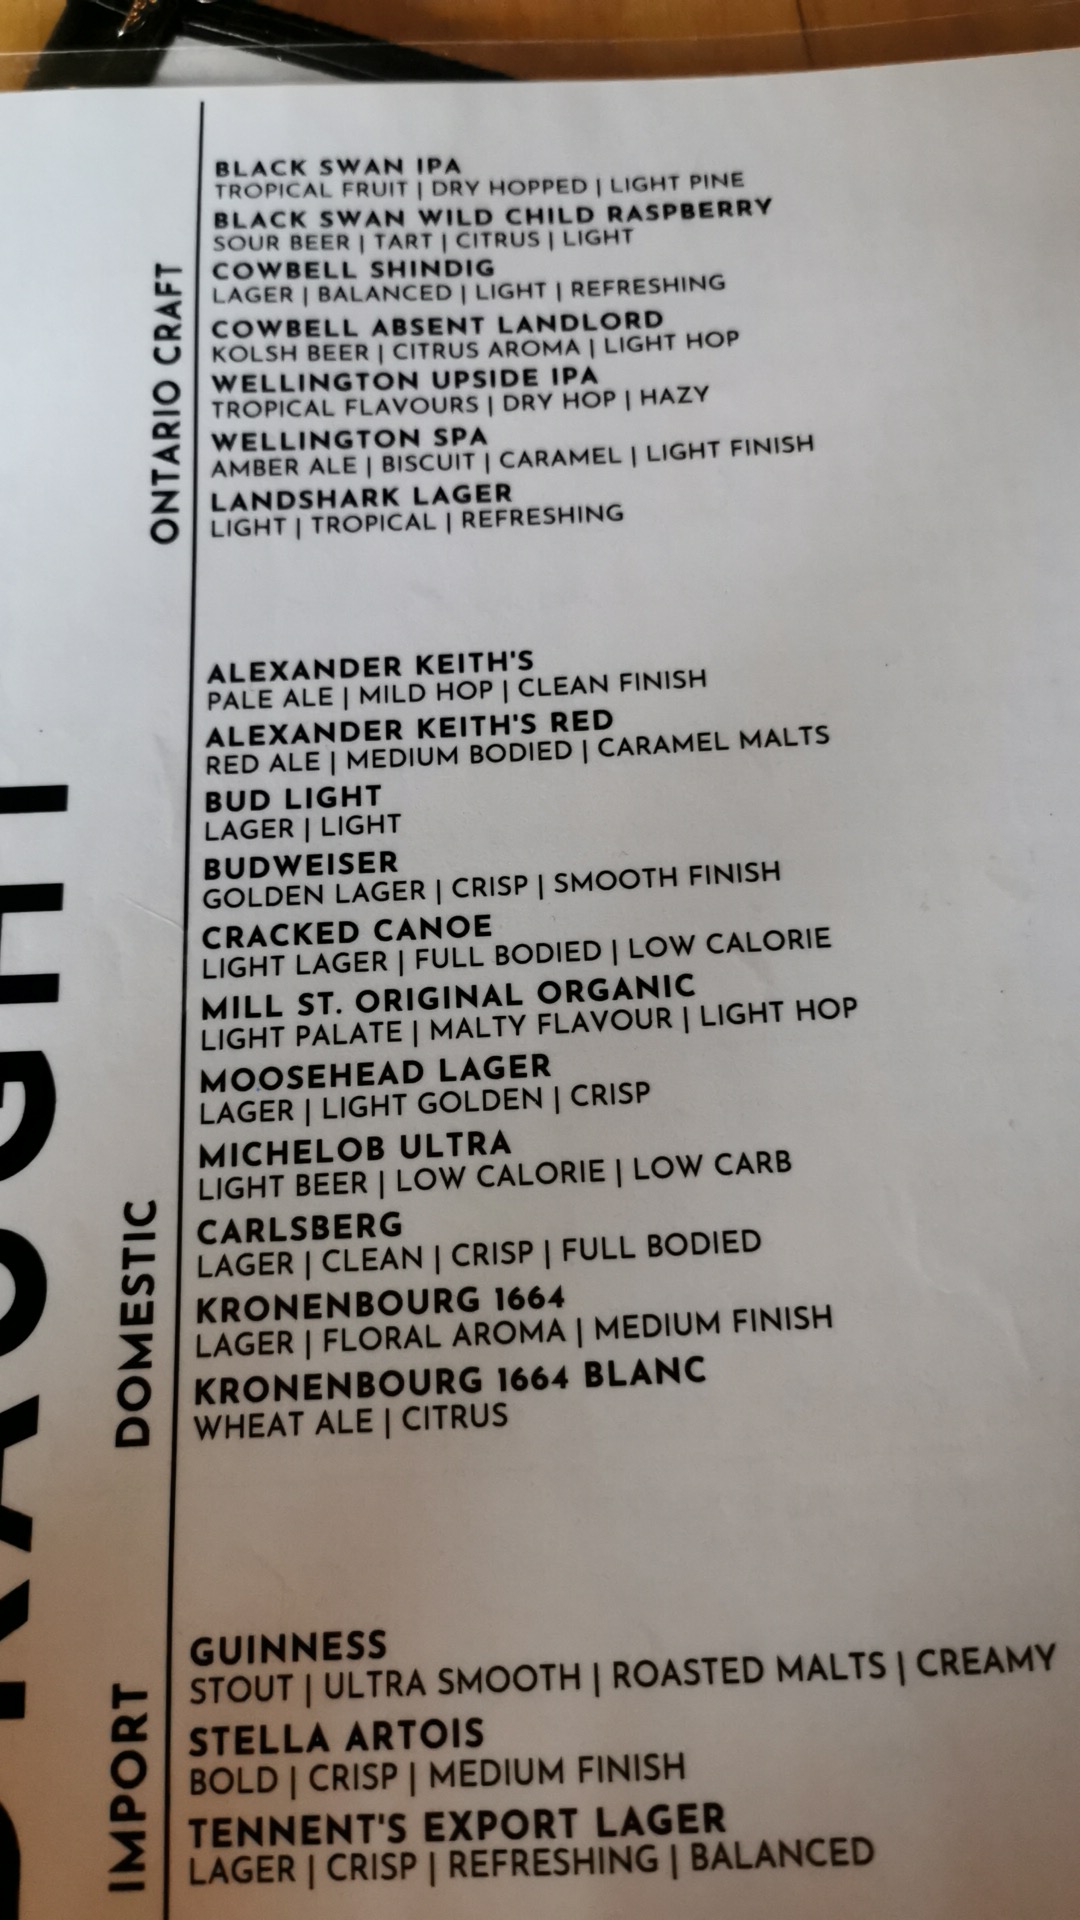 DRAUGHT
ONTARIO CRAFT
BLACK SWAN IPA
TROPICAL FRUIT | DRY HOPPED | LIGHT PINE
BLACK SWAN WILD CHILD RASPBERRY
SOUR BEER | TART | CITRUS | LIGHT
COWBELL SHINDIG
LAGER | BALANCED | LIGHT | REFRESHING
COWBELL ABSENT LANDLORD
KOLSH BEER | CITRUS AROMA | LIGHT HOP
WELLINGTON UPSIDE IPA
TROPICAL FLAVOURS | DRY HOP | HAZY
WELLINGTON SPA
AMBER ALE | BISCUIT | CARAMEL | LIGHT FINISH
LANDSHARK LAGER
LIGHT | TROPICAL | REFRESHING
DOMESTIC
ALEXANDER KEITH'S
PALE ALE | MILD HOP | CLEAN FINISH
ALEXANDER KEITH'S RED
RED ALE | MEDIUM BODIED | CARAMEL MALTS
BUD LIGHT
LAGER | LIGHT
BUDWEISER
GOLDEN LAGER | CRISP | SMOOTH FINISH
CRACKED CANOE
LIGHT LAGER | FULL BODIED | LOW CALORIE
MILL ST. ORIGINAL ORGANIC
LIGHT PALATE | MALTY FLAVOUR | LIGHT HOP
MOOSEHEAD LAGER
LAGER | LIGHT GOLDEN | CRISP
MICHELOB ULTRA
LIGHT BEER | LOW CALORIE | LOW CARB
CARLSBERG
LAGER | CLEAN | CRISP | FULL BODIED
KRONENBOURG 1664
LAGER | FLORAL AROMA | MEDIUM FINISH
KRONENBOURG 1664 BLANC
WHEAT ALE | CITRUS
IMPORT
GUINNESS
STOUT | ULTRA SMOOTH | ROASTED MALTS | CREAMY
STELLA ARTOIS
BOLD | CRISP | MEDIUM FINISH
TENNENT'S EXPORT LAGER
LAGER | CRISP | REFRESHING | BALANCED